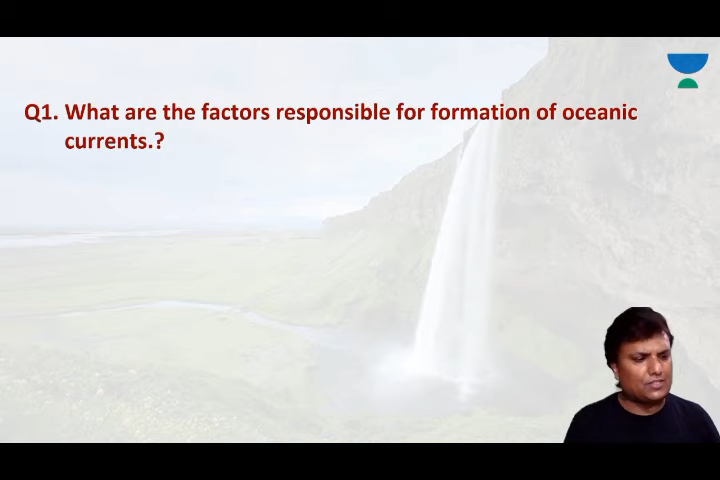 Q1. What are the factors responsible for formation of oceanic
currents.?